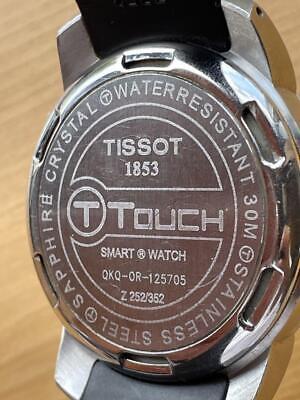 TISSOT
1853
T TOUCH
SMART ® WATCH
QKQ-OR-125705
Z 252/352
SAPPHIRE CRYSTAL Ⓣ WATERRESISTANT 30M Ⓣ STAINLESS STEEL Ⓣ